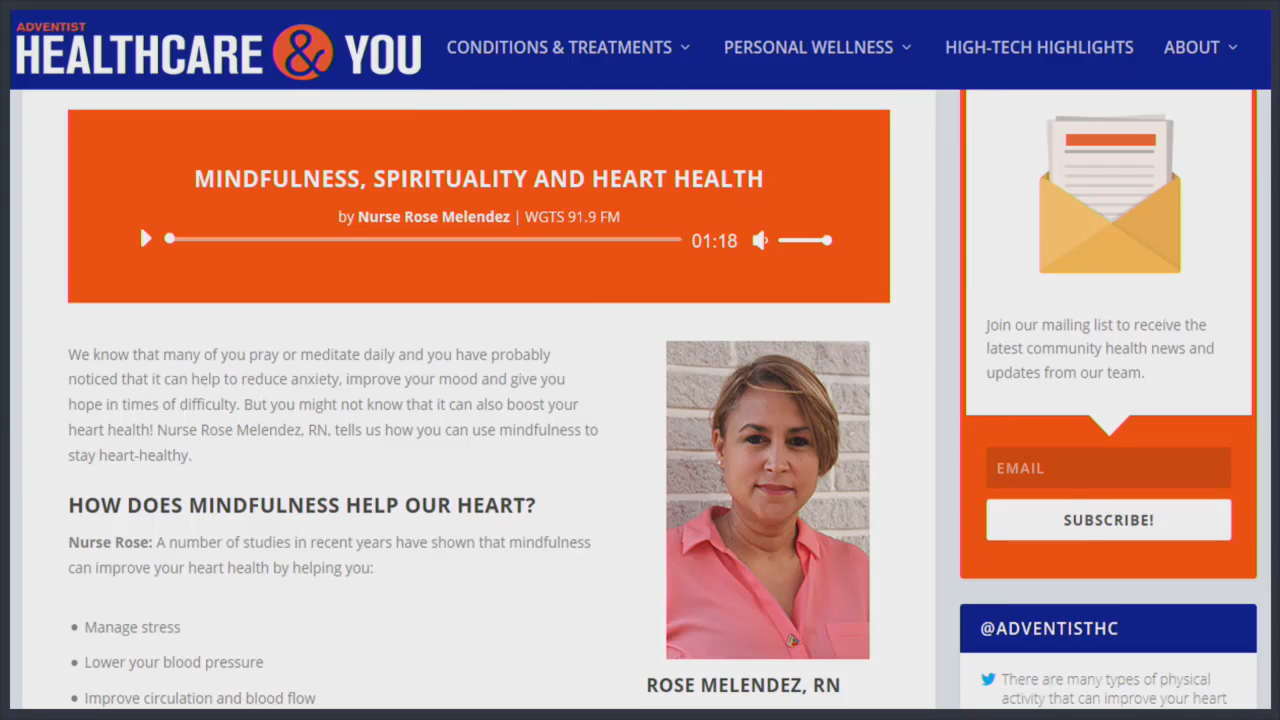 ADVENTIST
HEALTHCARE & YOU
CONDITIONS & TREATMENTS
PERSONAL WELLNESS
HIGH-TECH HIGHLIGHTS
ABOUT
MINDFULNESS, SPIRITUALITY AND HEART HEALTH
by Nurse Rose Melendez | WGTS 91.9 FM
01:18
We know that many of you pray or meditate daily and you have probably
noticed that it can help to reduce anxiety, improve your mood and give you
hope in times of difficulty. But you might not know that it can also boost your
heart health! Nurse Rose Melendez, RN, tells us how you can use mindfulness to
stay heart-healthy.
HOW DOES MINDFULNESS HELP OUR HEART?
Nurse Rose: A number of studies in recent years have shown that mindfulness
can improve your heart health by helping you:
• Manage stress
• Lower your blood pressure
• Improve circulation and blood flow
ROSE MELENDEZ, RN
Join our mailing list to receive the
latest community health news and
updates from our team.
EMAIL
SUBSCRIBE!
@ADVENTISTHC
There are many types of physical
activity that can improve your heart